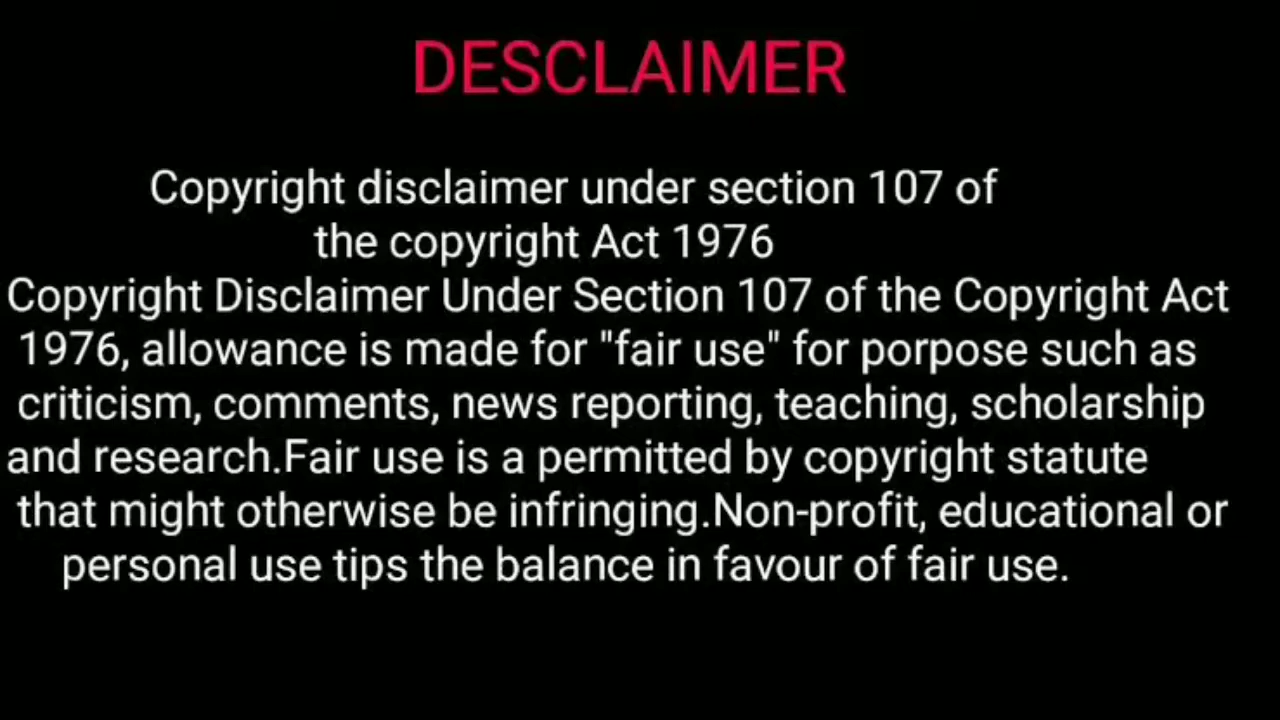 DESCLAIMER
Copyright disclaimer under section 107 of
the copyright Act 1976
Copyright Disclaimer Under Section 107 of the Copyright Act
1976, allowance is made for "fair use" for porpose such as
criticism, comments, news reporting, teaching, scholarship
and research.Fair use is a permitted by copyright statute
that might otherwise be infringing.Non-profit, educational or
personal use tips the balance in favour of fair use.